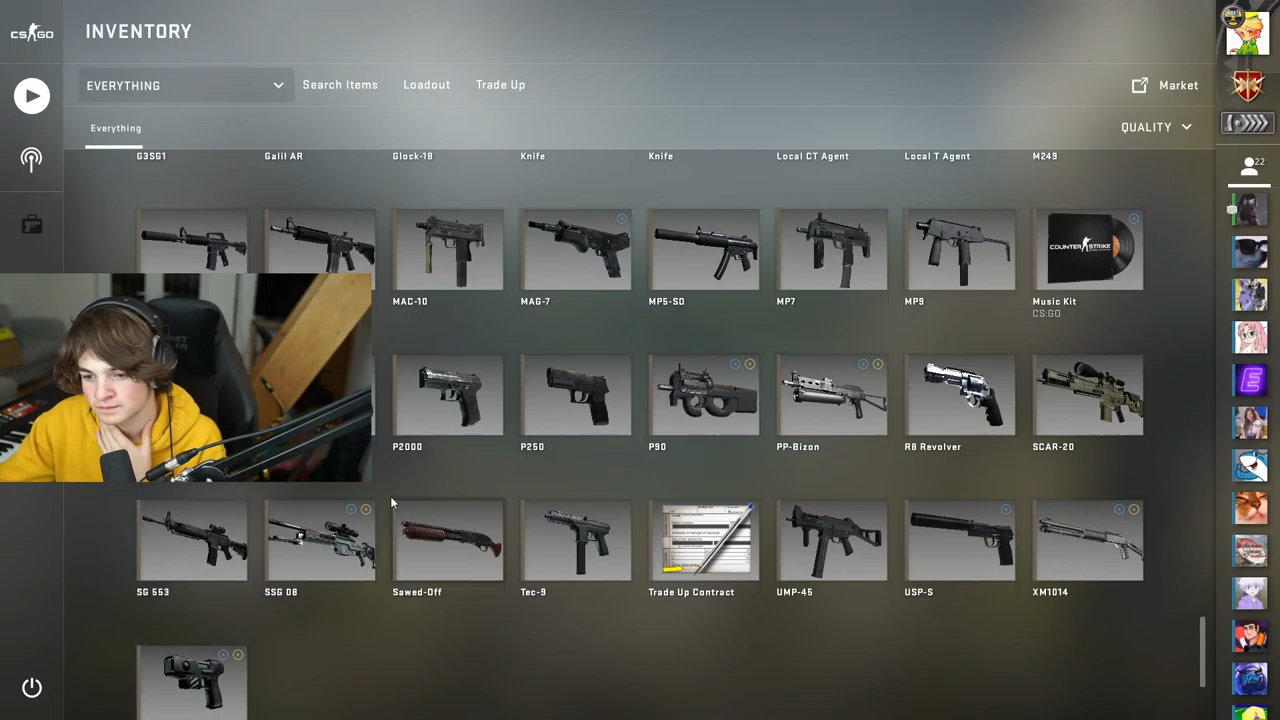 CS GO
INVENTORY
EVERYTHING
Search Items
Loadout
Trade Up
Market
Everything
QUALITY
G3SG1
Galil AR
Glock-18
Knife
Knife
Local CT Agent
Local T Agent
M249
22
COUNTER STRIKE
MAC-10
MAG-7
MP5-SD
MP7
MP9
Music Kit
CS:GO
P2000
P250
P90
PP-Bizon
R8 Revolver
SCAR-20
E
SG 553
SSG 08
Sawed-Off
Tec-9
Trade Up Contract
UMP-45
USP-S
XM1014